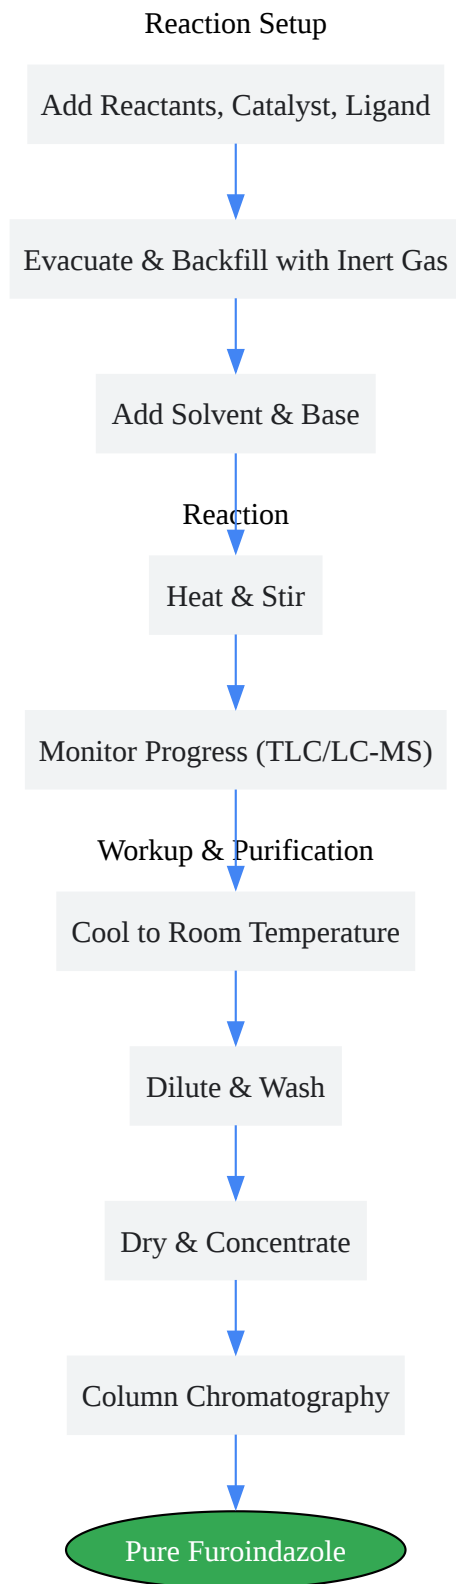 Reaction Setup
Add Reactants, Catalyst, Ligand
Evacuate & Backfill with Inert Gas
Add Solvent & Base
Reaction
Heat & Stir
Monitor Progress (TLC/LC-MS)
Workup & Purification
Cool to Room Temperature
Dilute & Wash
Dry & Concentrate
Column Chromatography
Pure Furoindazole